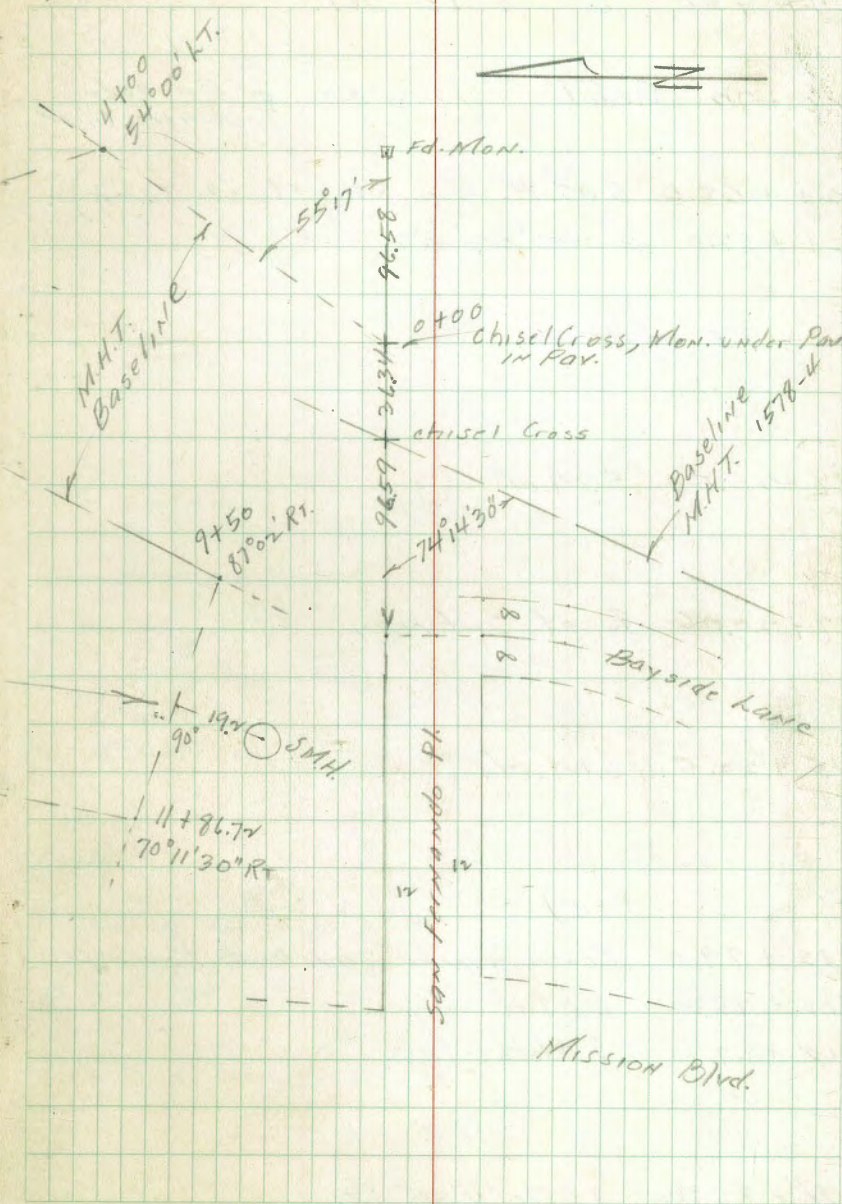 4+00
54°00' LT.
N
Fd. Mon.
55°17'
96.58
M.H.T.
Baseline
0+00
Chisel Cross, Mon. under Pav
in Pav.
36.34
chisel Cross
Baseline
M.H.T. 1578-4
96.59
74°14'30"
9+50
87°02' RT.
8
8
Bayside Lane
90°
19.2
S.M.H.
11+86.72
70°11'30" RT
12
12
San Fernando Pl.
Mission Blvd.